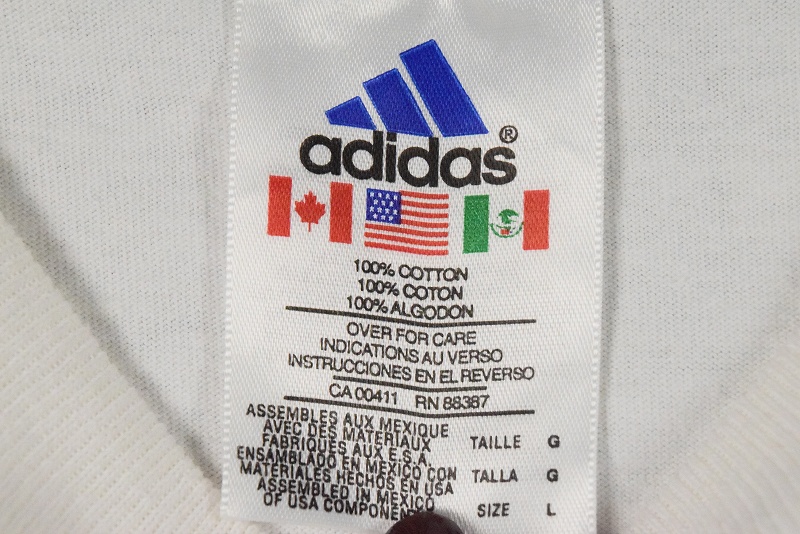 adidas®
100% COTTON
100% COTON
100% ALGODON
OVER FOR CARE
INDICATIONS AU VERSO
INSTRUCCIONES EN EL REVERSO
CA 00411 RN 88387
ASSEMBLES AUX MEXIQUE
AVEC DES MATERIAUX
FABRIQUES AUX E.S.A.
ENSAMBLADO EN MEXICO CON
MATERIALES HECHOS EN USA
ASSEMBLED IN MEXICO
OF USA
TAILLE G
TALLA G
SIZE L